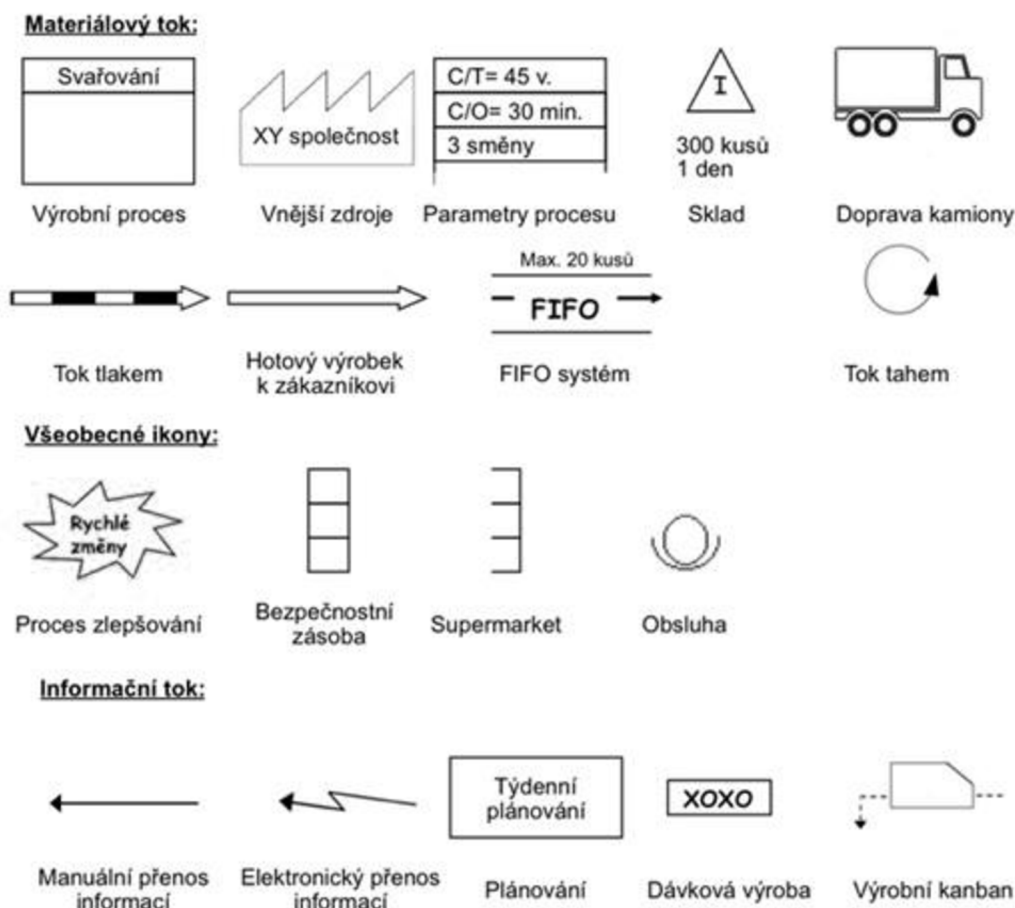 Materiálový tok:
Svařování
XY společnost
C/T= 45 v.
C/O= 30 min.
3 směny
I
300 kusů
1 den
Výrobní proces
Vnější zdroje
Parametry procesu
Sklad
Doprava kamiony
Max. 20 kusů
FIFO
Tok tlakem
Hotový výrobek
k zákazníkovi
FIFO systém
Tok tahem
Všeobecné ikony:
Rychlé
změny
Proces zlepšování
Bezpečnostní
zásoba
Supermarket
Obsluha
Informační tok:
Týdenní
plánování
XOXO
Manuální přenos
informací
Elektronický přenos
informací
Plánování
Dávková výroba
Výrobní kanban